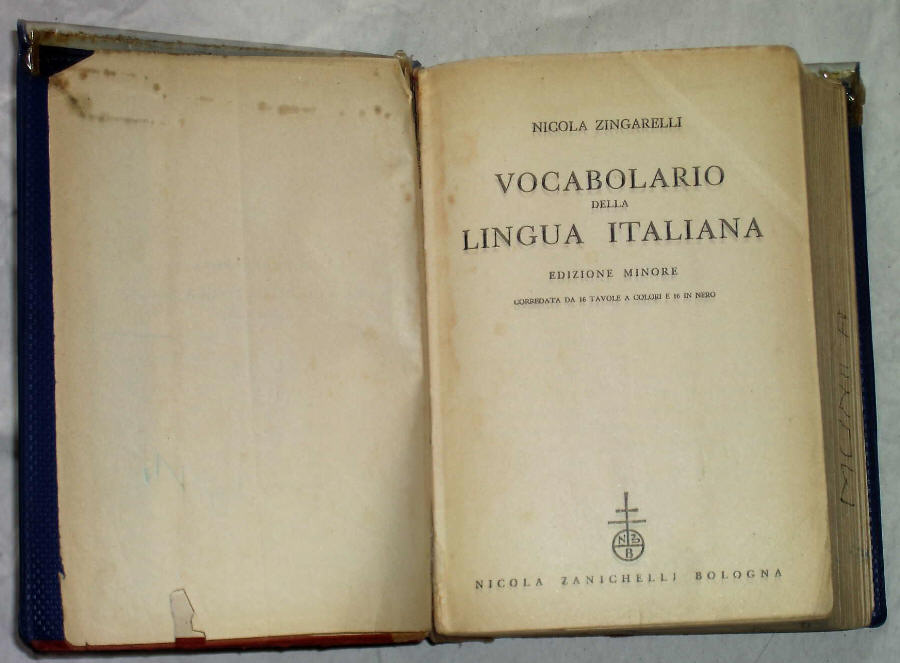 NICOLA ZINGARELLI
VOCABOLARIO
DELLA
LINGUA ITALIANA
EDIZIONE MINORE
CORREDATA DA 16 TAVOLE A COLORI E 16 IN NERO
N Z
B
NICOLA ZANICHELLI BOLOGNA